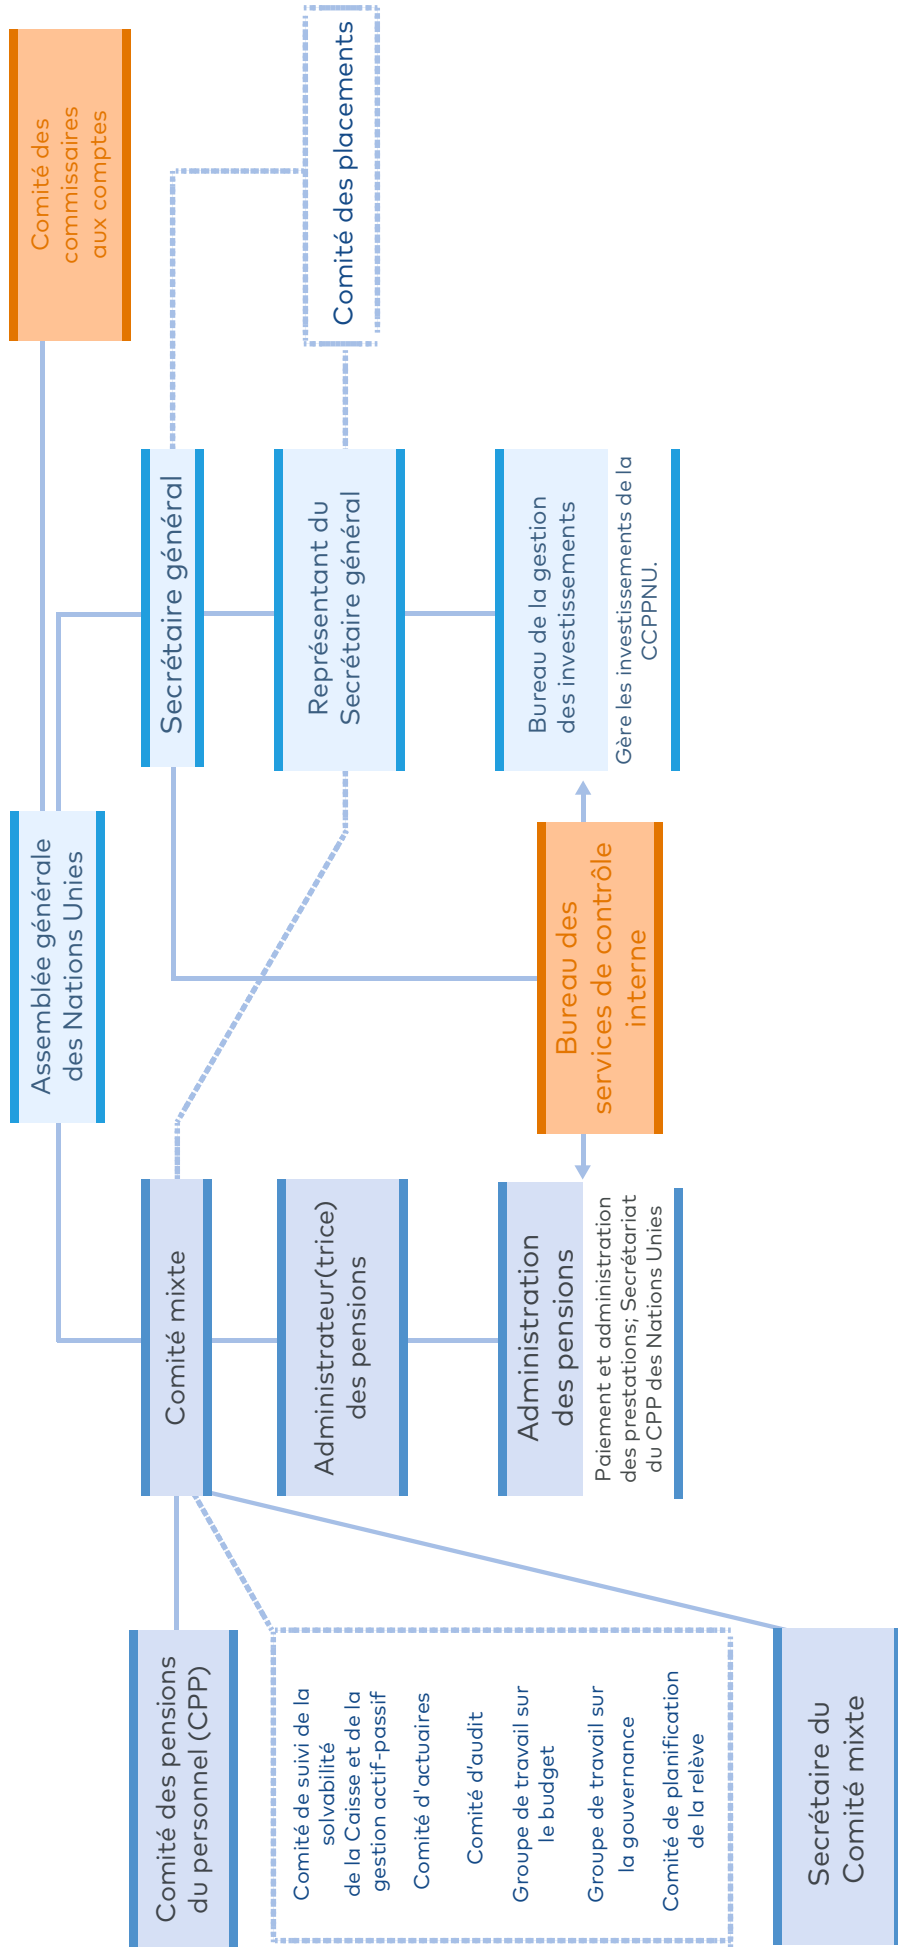 Assemblée générale
des Nations Unies
Comité des
commissaires
aux comptes
Comité des pensions
du personnel (CPP)
Comité mixte
Secrétaire général
Comité de suivi de la
solvabilité
de la Caisse et de la
gestion actif-passif
Comité d'actuaires
Comité d'audit
Groupe de travail sur
le budget
Groupe de travail sur
la gouvernance
Comité de planification
de la relève
Administrateur(trice)
des pensions
Représentant du
Secrétaire général
Comité des placements
Administration
des pensions
Paiement et administration
des prestations; Secrétariat
du CPP des Nations Unies
Bureau des
services de contrôle
interne
Bureau de la gestion
des investissements
Gère les investissements de la
CCPPNU.
Secrétaire du
Comité mixte